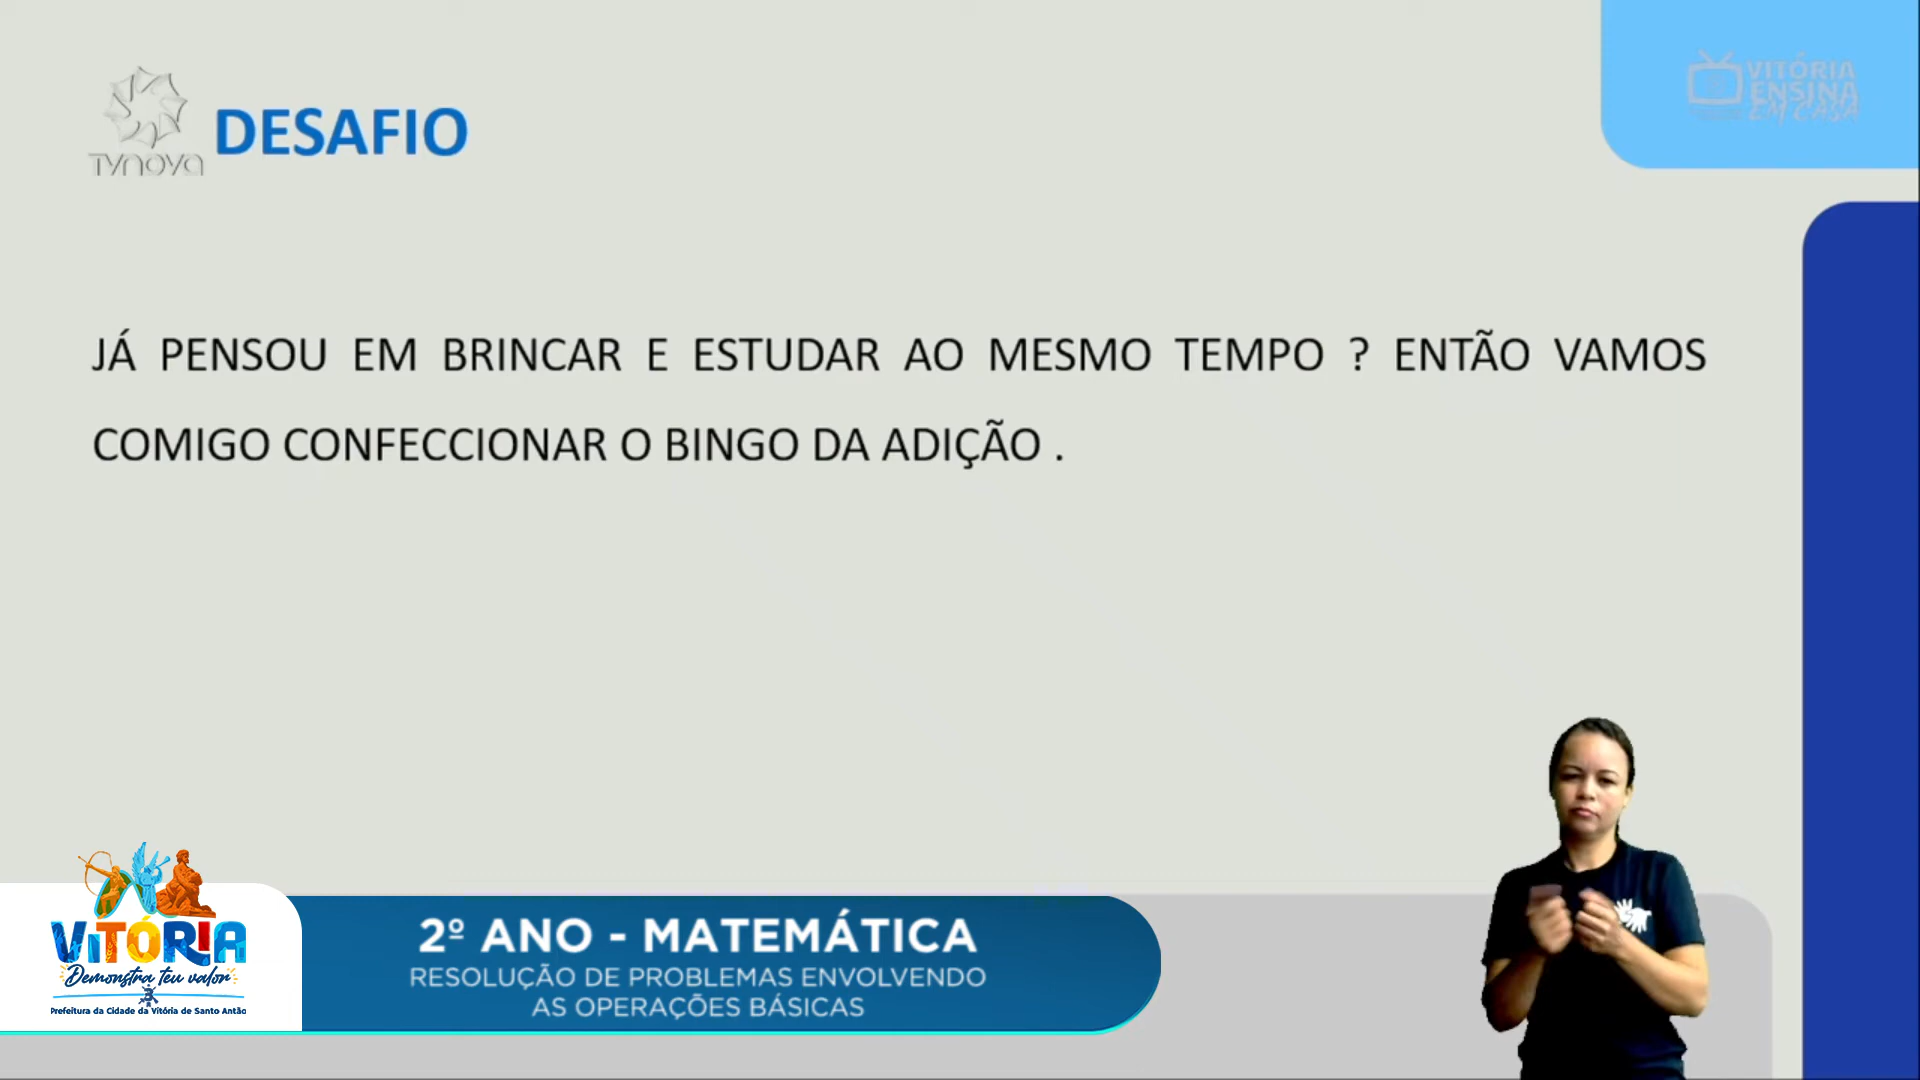 TVNOVA
DESAFIO
VITÓRIA
ENSINA
EM CASA
JÁ PENSOU EM BRINCAR E ESTUDAR AO MESMO TEMPO ? ENTÃO VAMOS
COMIGO CONFECCIONAR O BINGO DA ADIÇÃO .
VITÓRIA
Demonstra teu valor
Prefeitura da Cidade da Vitória de Santo Antão
2º ANO - MATEMÁTICA
RESOLUÇÃO DE PROBLEMAS ENVOLVENDO
AS OPERAÇÕES BÁSICAS